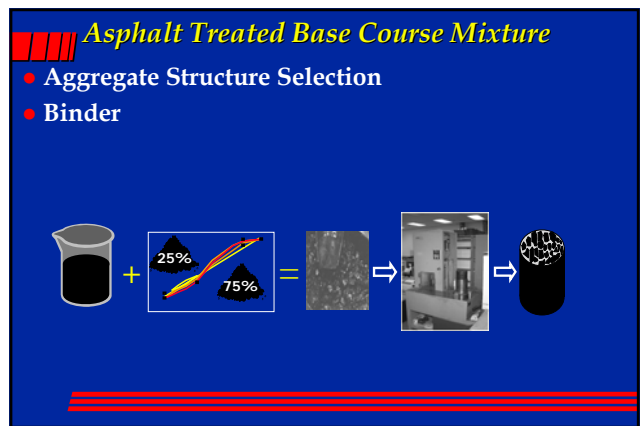 Asphalt Treated Base Course Mixture
● Aggregate Structure Selection
● Binder
+ 25% 75% =